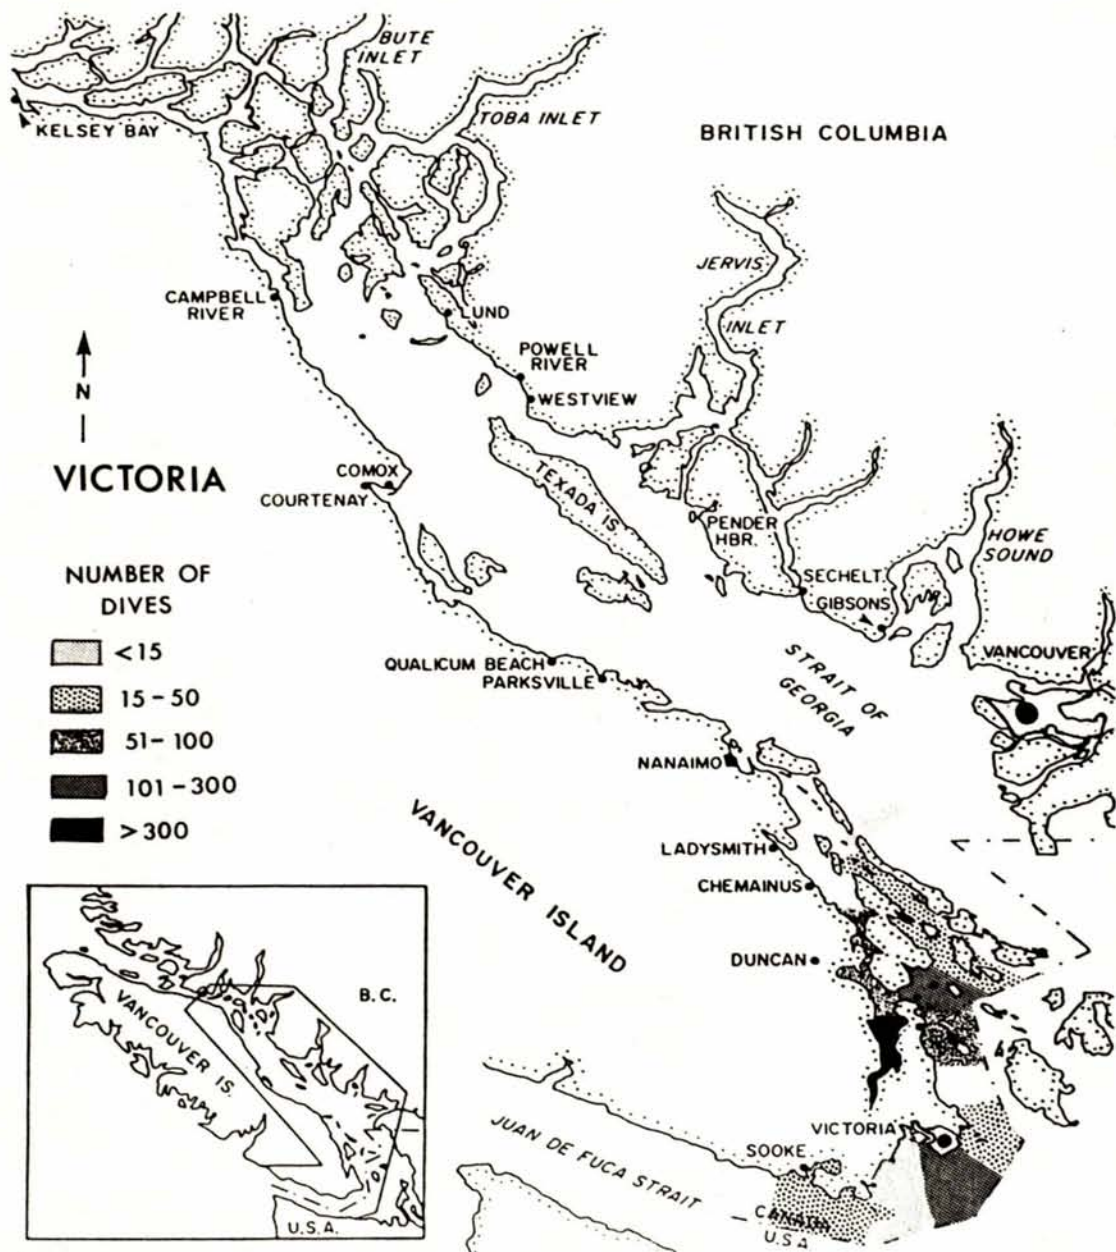 BUTE
INLET
TOBA INLET
KELSEY BAY
BRITISH COLUMBIA
JERVIS
INLET
CAMPBELL
RIVER
LUND
N
POWELL
RIVER
WESTVIEW
VICTORIA
COMOX
COURTENAY
TEXADA IS.
PENDER
HBR.
HOWE
SOUND
NUMBER OF
DIVES
<15
15-50
51-100
101-300
>300
SECHELT.
GIBSONS
VANCOUVER
QUALICUM BEACH
PARKSVILLE
STRAIT OF
GEORGIA
NANAIMO
VANCOUVER ISLAND
LADYSMITH
CHEMAINUS
DUNCAN
B.C.
VANCOUVER IS.
U.S.A.
JUAN DE FUCA STRAIT
VICTORIA
SOOKE
CANADA
U.S.A